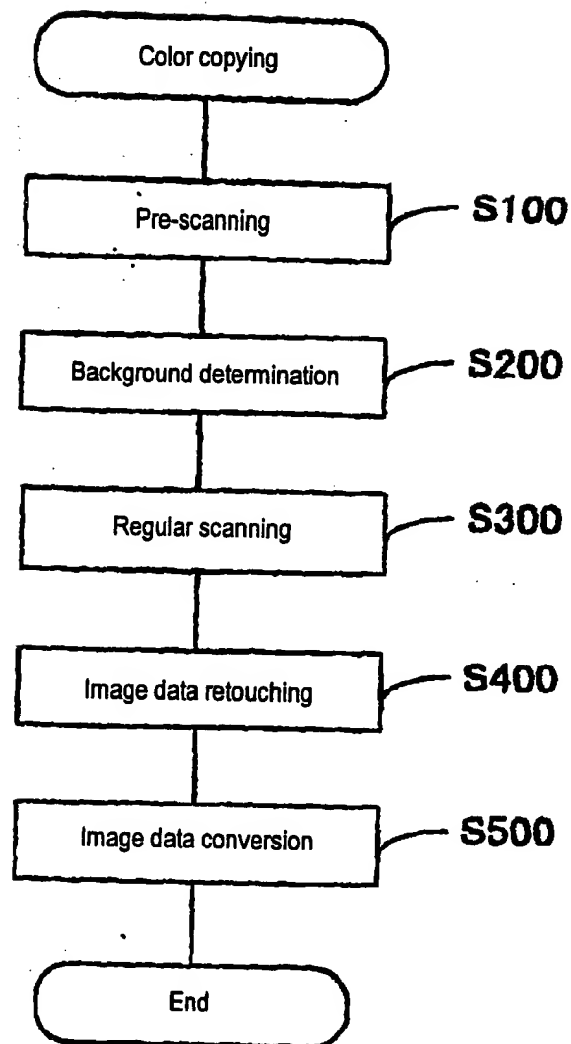 Color copying
Pre-scanning
S100
Background determination
S200
Regular scanning
S300
Image data retouching
S400
Image data conversion
S500
End